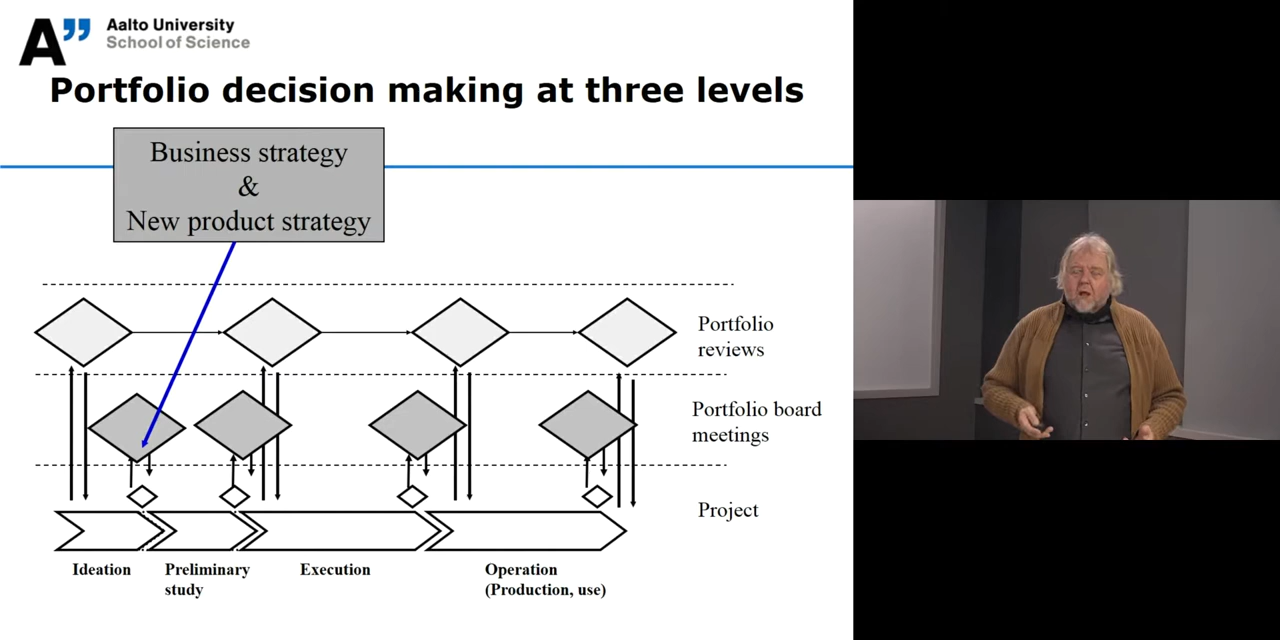 Aalto University
School of Science
Portfolio decision making at three levels
Business strategy
&
New product strategy
Portfolio
reviews
Portfolio board
meetings
Project
Ideation
Preliminary
study
Execution
Operation
(Production, use)